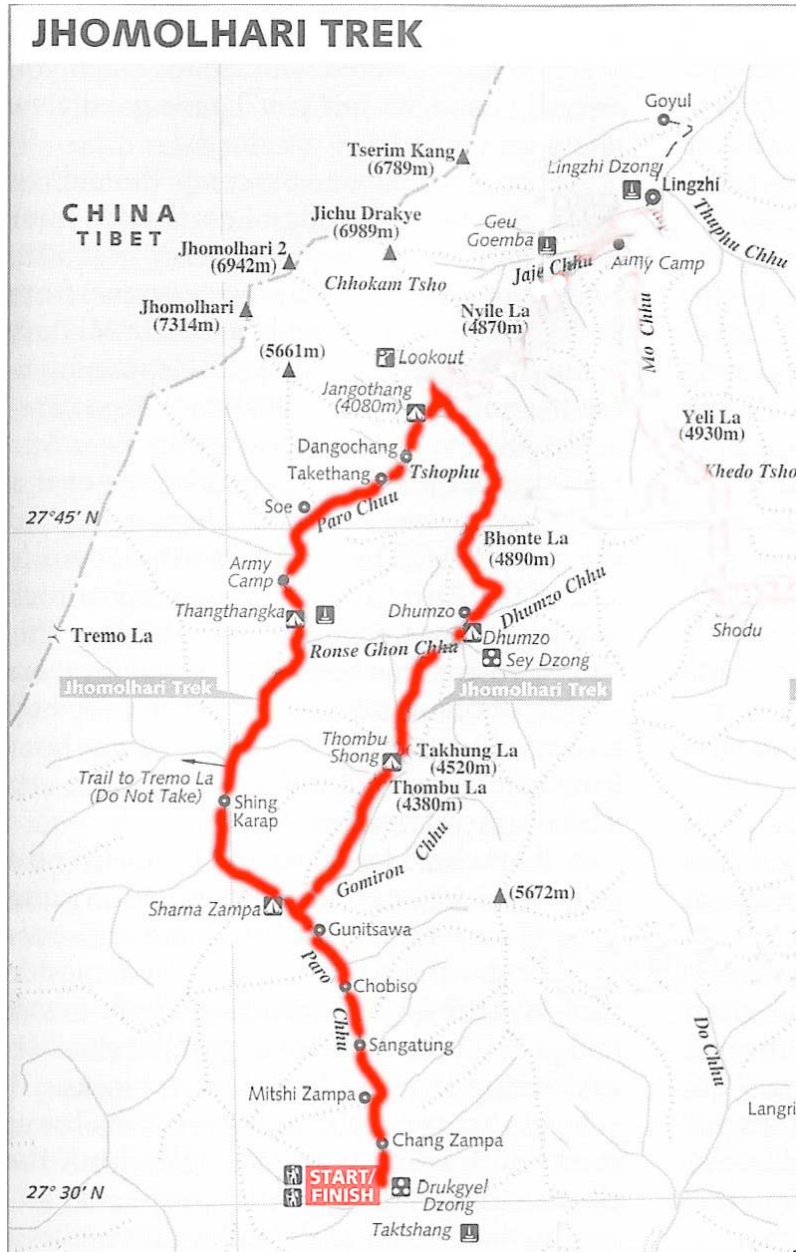 JHOMOLHARI TREK
Goyul
Tserim Kang
(6789m)
Lingzhi Dzong
Lingzhi
CHINA
TIBET
Jichu Drakye
(6989m)
Geu
Goemba
Thuphu Chhu
Jhomolhari 2
(6942m)
Jaje Chhu
Army Camp
Chhokam Tsho
Jhomolhari
(7314m)
Nyile La
(4870m)
Mo Chhu
(5661m)
Lookout
Jangothang
(4080m)
Yeli La
(4930m)
Dangochang
Takethang
Tshophu
Khedo Tsho
Soe
Paro Chuu
27°45' N
Bhonte La
(4890m)
Army
Camp
Dhumzo Chhu
Thangthangka
Dhumzo
Tremo La
Ronse Ghon Chhu
Dhumzo
Shodu
Sey Dzong
Jhomolhari Trek
Jhomolhari Trek
Thombu
Shong
Takhung La
(4520m)
Trail to Tremo La
(Do Not Take)
Thombu La
(4380m)
Shing
Karap
Gomiron Chhu
(5672m)
Sharna Zampa
Gunitsawa
Paro Chhu
Chobiso
Sangatung
Do Chhu
Mitshi Zampa
Langri
Chang Zampa
START/
FINISH
27°30' N
Drukgyel
Dzong
Taktshang